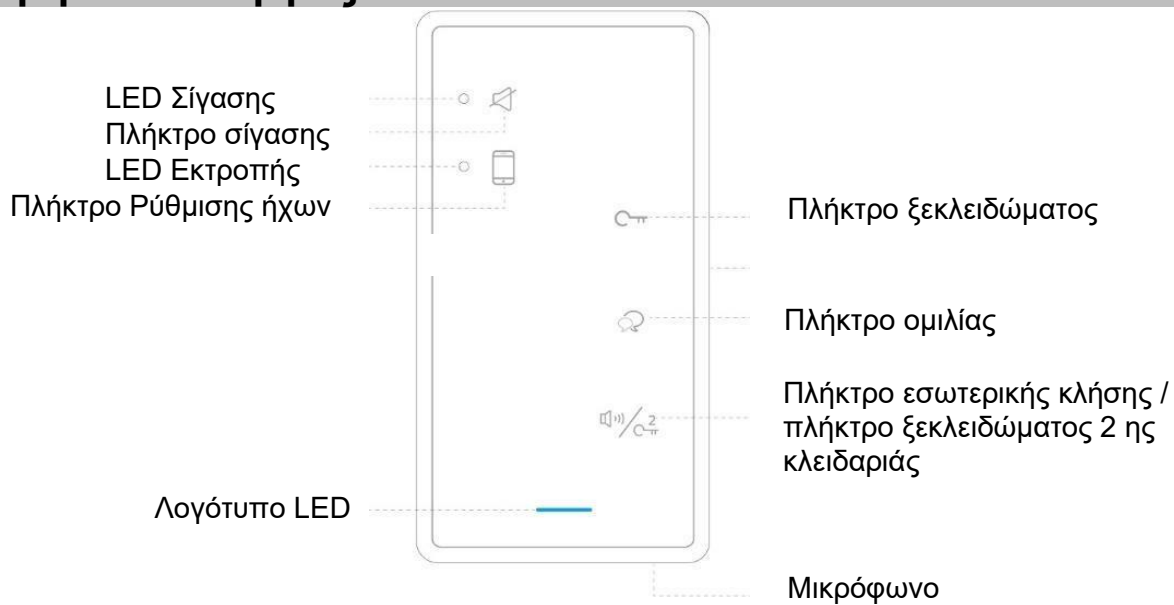 LED Σίγασης
Πλήκτρο σίγασης
LED Εκτροπής
Πλήκτρο Ρύθμισης ήχων
Πλήκτρο ξεκλειδώματος
Πλήκτρο ομιλίας
2
Πλήκτρο εσωτερικής κλήσης /
πλήκτρο ξεκλειδώματος 2 ης
κλειδαριάς
Λογότυπο LED
Μικρόφωνο